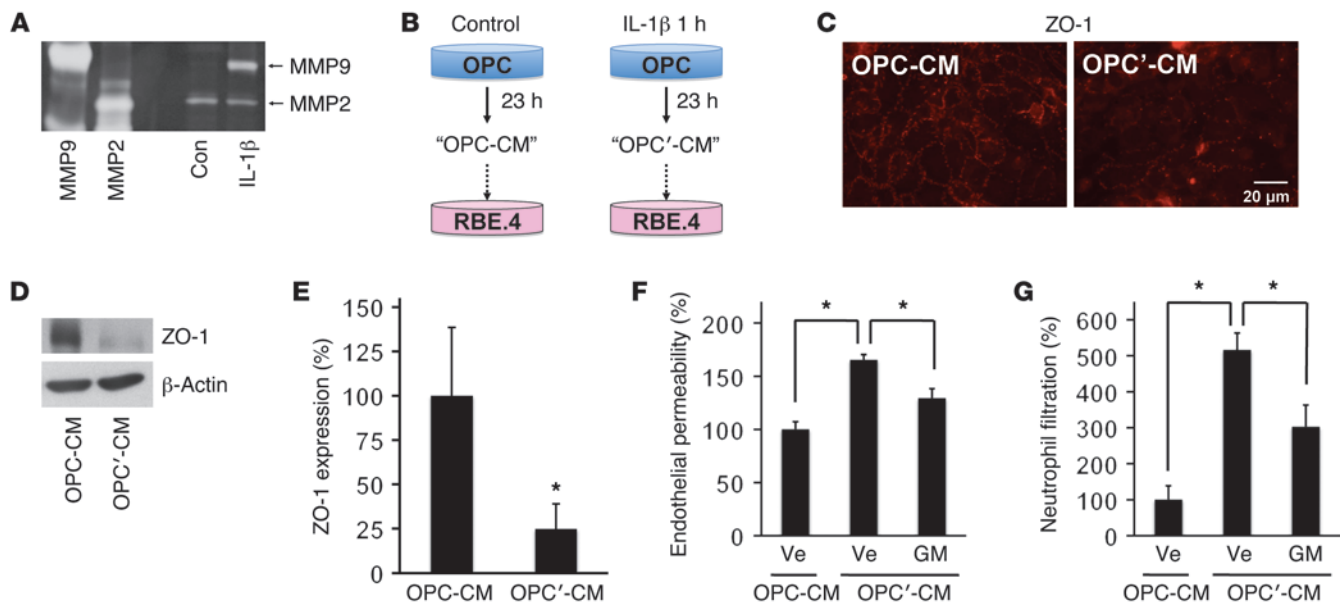 A
MMP9
MMP2
MMP9
MMP2
Con
IL-1β
B
Control
IL-1β 1 h
OPC
OPC
23 h
23 h
“OPC-CM”
“OPC′-CM”
RBE.4
RBE.4
C
ZO-1
OPC-CM
OPC'-CM
20 µm
D
ZO-1
β-Actin
OPC-CM
OPC′-CM
E
ZO-1 expression (%)
150
125
100
75
50
25
0
*
OPC-CM
OPC′-CM
F
Endothelial permeability (%)
200
150
100
50
0
*
*
Ve
Ve
GM
OPC-CM
OPC′-CM
G
Neutrophil filtration (%)
600
500
400
300
200
100
0
*
*
Ve
Ve
GM
OPC-CM
OPC′-CM